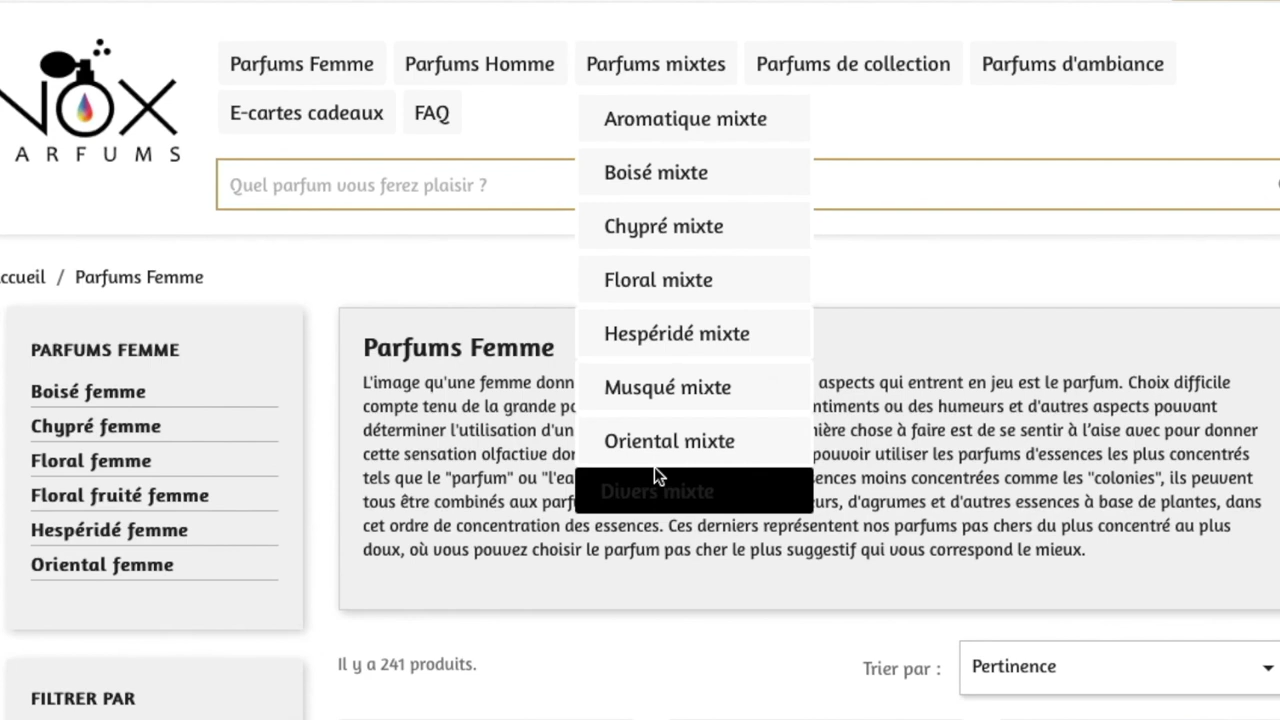 Parfums Femme
Parfums Homme
Parfums mixtes
Parfums de collection
Parfums d'ambiance
E-cartes cadeaux
FAQ
NOX
ARFUMS
Quel parfum vous ferez plaisir ?
Aromatique mixte
Boisé mixte
Chypré mixte
Floral mixte
Hespéridé mixte
Musqué mixte
Oriental mixte
Divers mixte
ccueil / Parfums Femme
PARFUMS FEMME
Boisé femme
Chypré femme
Floral femme
Floral fruité femme
Hespéridé femme
Oriental femme
FILTRER PAR
Parfums Femme
L'image qu'une femme donn aspects qui entrent en jeu est le parfum. Choix difficile
compte tenu de la grande pa ntiments ou des humeurs et d'autres aspects pouvant
déterminer l'utilisation d'un nière chose à faire est de se sentir à l’aise avec pour donner
cette sensation olfactive don pouvoir utiliser les parfums d'essences les plus concentrés
tels que le "parfum" ou "l'ea sences moins concentrées comme les "colonies", ils peuvent
tous être combinés aux parf urs, d'agrumes et d'autres essences à base de plantes, dans
cet ordre de concentration des essences. Ces derniers représentent nos parfums pas chers du plus concentré au plus
doux, où vous pouvez choisir le parfum pas cher le plus suggestif qui vous correspond le mieux.
Il y a 241 produits.
Trier par :
Pertinence